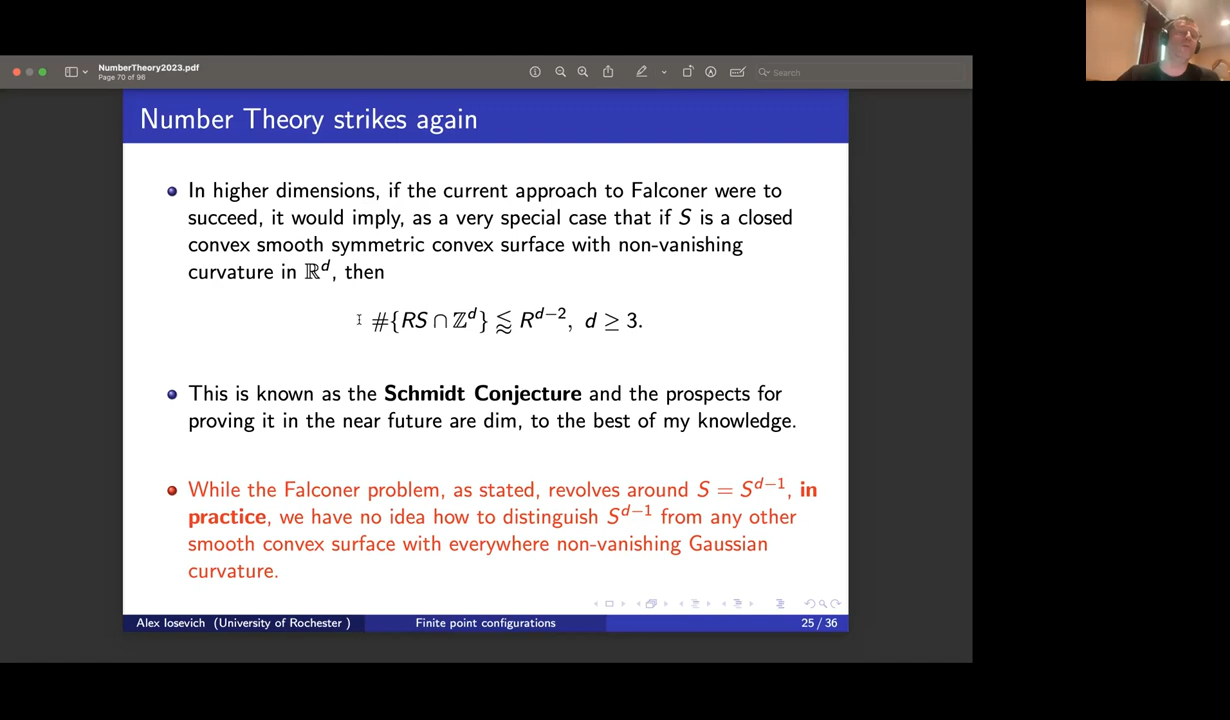 NumberTheory2023.pdf
Page 70 of 96
Search
Number Theory strikes again
In higher dimensions, if the current approach to Falconer were to
succeed, it would imply, as a very special case that if S is a closed
convex smooth symmetric convex surface with non-vanishing
curvature in ℝ^d, then
#{RS ∩ ℤ^d} ⪅ R^{d−2}, d ≥ 3.
This is known as the Schmidt Conjecture and the prospects for
proving it in the near future are dim, to the best of my knowledge.
While the Falconer problem, as stated, revolves around S = S^{d−1}, in
practice, we have no idea how to distinguish S^{d−1} from any other
smooth convex surface with everywhere non-vanishing Gaussian
curvature.
Alex Iosevich (University of Rochester ) Finite point configurations 25 / 36